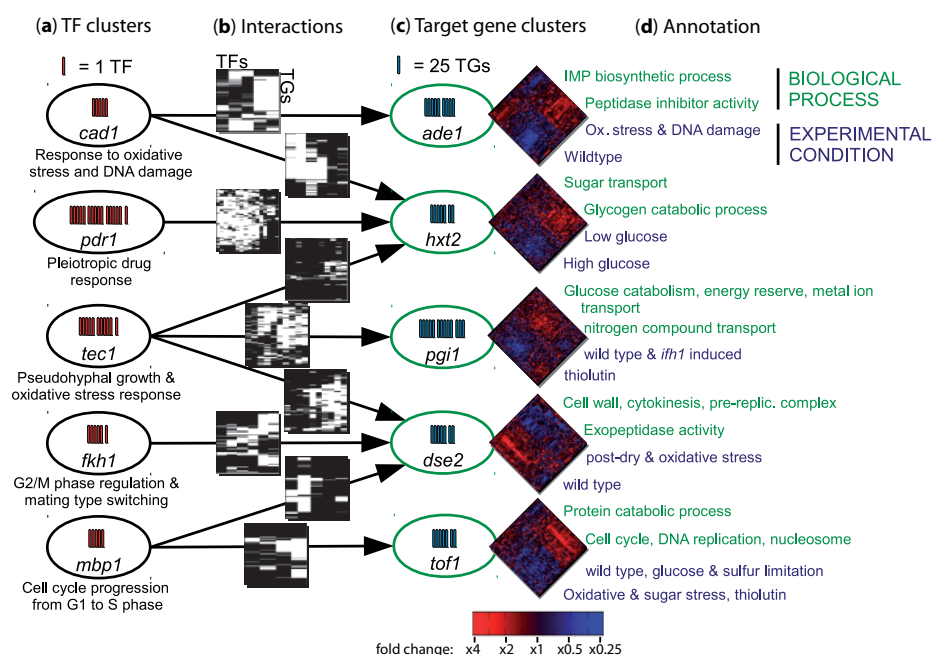 (a) TF clusters
(b) Interactions
(c) Target gene clusters
(d) Annotation
= 1 TF
TFs
TGs
= 25 TGs
cad1
Response to oxidative
stress and DNA damage
pdr1
Pleiotropic drug
response
tec1
Pseudohyphal growth &
oxidative stress response
fkh1
G2/M phase regulation &
mating type switching
mbp1
Cell cycle progression
from G1 to S phase
ade1
hxt2
pgi1
dse2
tof1
IMP biosynthetic process
Peptidase inhibitor activity
Ox. stress & DNA damage
Wildtype
BIOLOGICAL
PROCESS
EXPERIMENTAL
CONDITION
Sugar transport
Glycogen catabolic process
Low glucose
High glucose
Glucose catabolism, energy reserve, metal ion
transport
nitrogen compound transport
wild type & ifh1 induced
thiolutin
Cell wall, cytokinesis, pre-replic. complex
Exopeptidase activity
post-dry & oxidative stress
wild type
Protein catabolic process
Cell cycle, DNA replication, nucleosome
wild type, glucose & sulfur limitation
Oxidative & sugar stress, thiolutin
fold change: x4 x2 x1 x0.5 x0.25